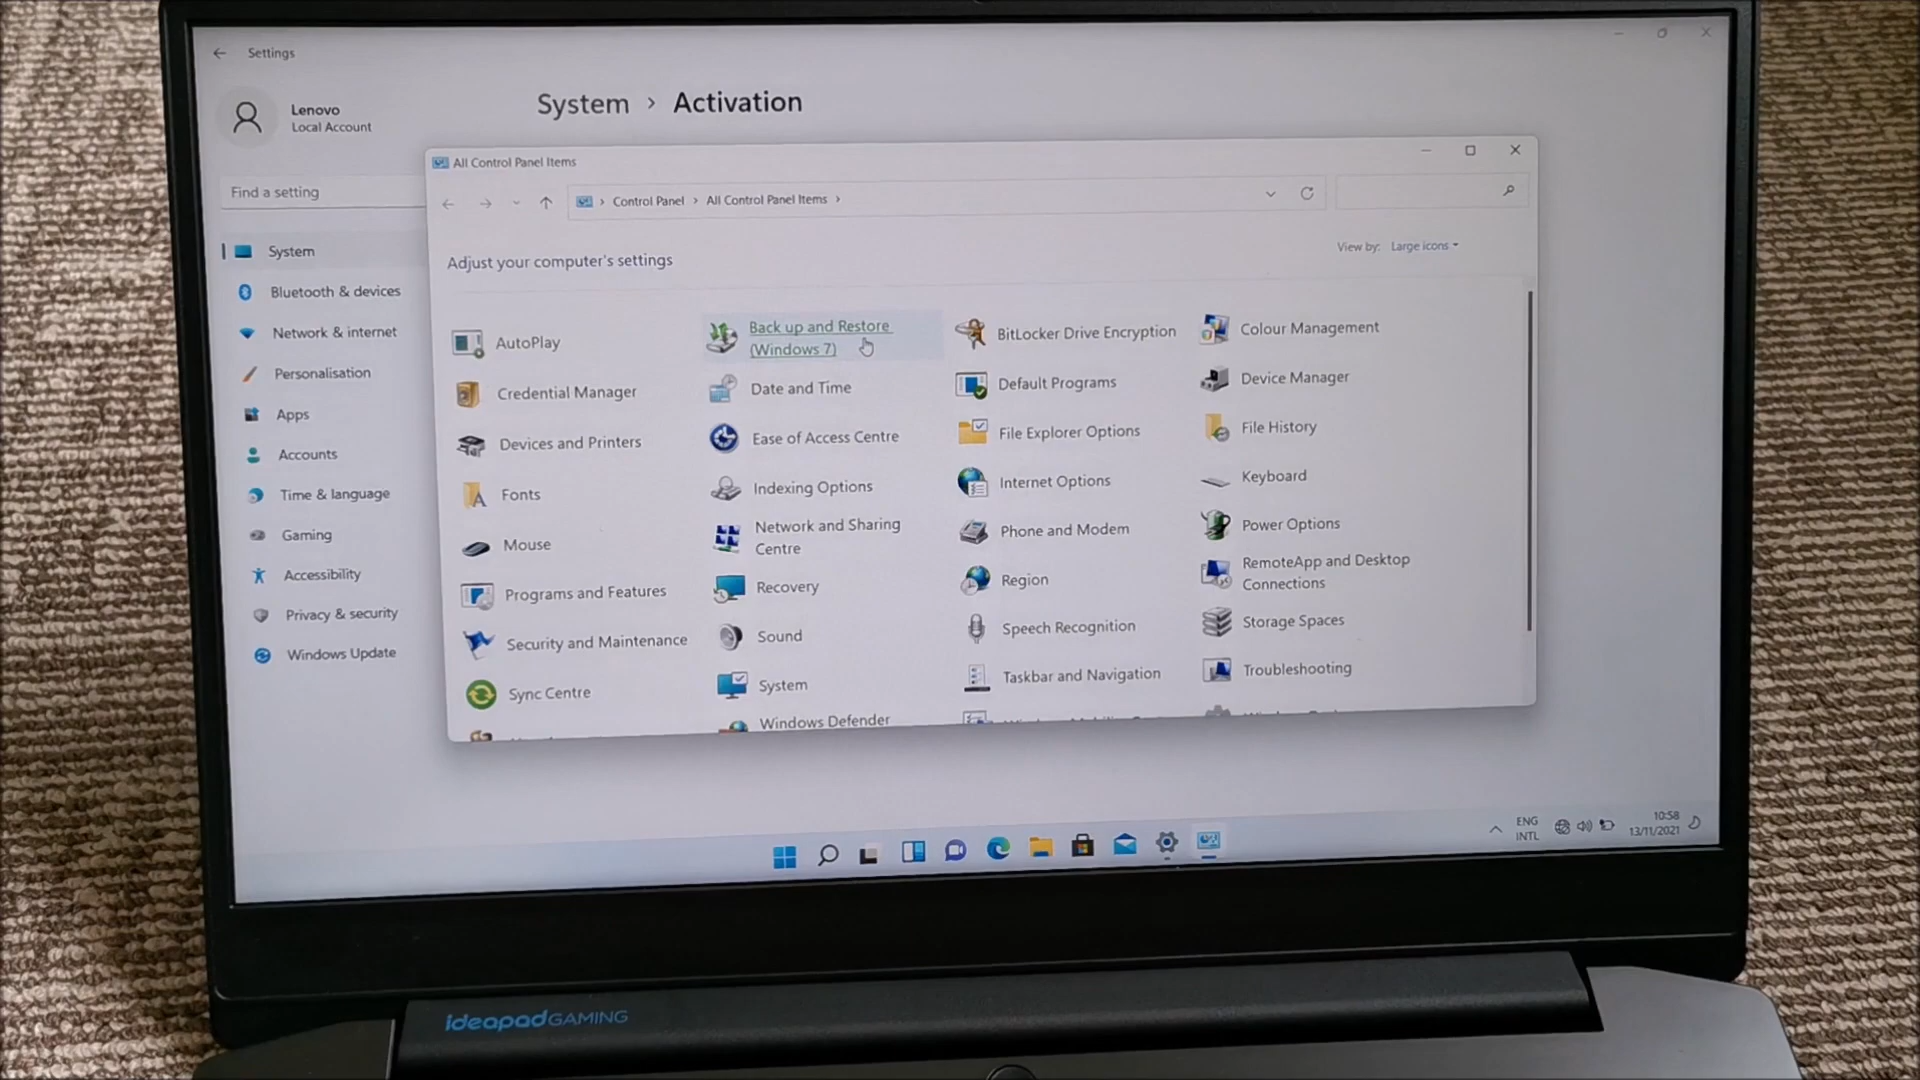 Settings
Lenovo
Local Account
System > Activation
Find a setting
System
Bluetooth & devices
Network & internet
Personalisation
Apps
Accounts
Time & language
Gaming
Accessibility
Privacy & security
Windows Update
All Control Panel Items
Control Panel > All Control Panel Items >
Adjust your computer's settings
View by: Large icons
AutoPlay
Back up and Restore
(Windows 7)
BitLocker Drive Encryption
Colour Management
Credential Manager
Date and Time
Default Programs
Device Manager
Devices and Printers
Ease of Access Centre
File Explorer Options
File History
Fonts
Indexing Options
Internet Options
Keyboard
Mouse
Network and Sharing
Centre
Phone and Modem
Power Options
Programs and Features
Recovery
Region
RemoteApp and Desktop
Connections
Security and Maintenance
Sound
Speech Recognition
Storage Spaces
Sync Centre
System
Taskbar and Navigation
Troubleshooting
Windows Defender
ENG
INTL
10:58
13/11/2021
ideapad GAMING